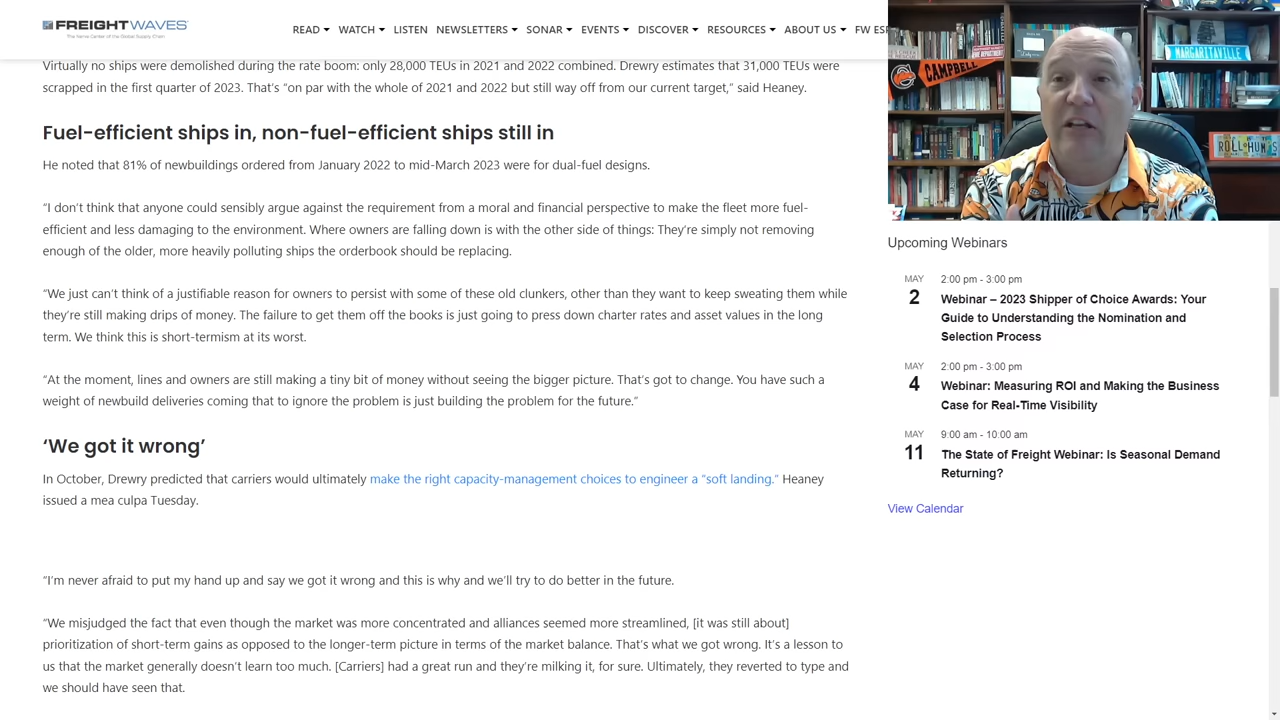 FREIGHTWAVES
The Nerve Center of the Global Supply Chain
READ WATCH LISTEN NEWSLETTERS SONAR EVENTS DISCOVER RESOURCES ABOUT US FW
Virtually no ships were demolished during the rate boom: only 28,000 TEUs in 2021 and 2022 combined. Drewry estimates that 31,000 TEUs were
scrapped in the first quarter of 2023. That's “on par with the whole of 2021 and 2022 but still way off from our current target,” said Heaney.
Fuel-efficient ships in, non-fuel-efficient ships still in
He noted that 81% of newbuildings ordered from January 2022 to mid-March 2023 were for dual-fuel designs.
“I don't think that anyone could sensibly argue against the requirement from a moral and financial perspective to make the fleet more fuel-
efficient and less damaging to the environment. Where owners are falling down is with the other side of things: They're simply not removing
enough of the older, more heavily polluting ships the orderbook should be replacing.
“We just can't think of a justifiable reason for owners to persist with some of these old clunkers, other than they want to keep sweating them while
they're still making drips of money. The failure to get them off the books is just going to press down charter rates and asset values in the long
term. We think this is short-termism at its worst.
“At the moment, lines and owners are still making a tiny bit of money without seeing the bigger picture. That's got to change. You have such a
weight of newbuild deliveries coming that to ignore the problem is just building the problem for the future.”
‘We got it wrong’
In October, Drewry predicted that carriers would ultimately make the right capacity-management choices to engineer a “soft landing.” Heaney
issued a mea culpa Tuesday.
“I'm never afraid to put my hand up and say we got it wrong and this is why and we'll try to do better in the future.
“We misjudged the fact that even though the market was more concentrated and alliances seemed more streamlined, [it was still about]
prioritization of short-term gains as opposed to the longer-term picture in terms of the market balance. That's what we got wrong. It's a lesson to
us that the market generally doesn't learn too much. [Carriers] had a great run and they're milking it, for sure. Ultimately, they reverted to type and
we should have seen that.
CAMPBELL
MARGARITAVILLE
ROLL HUMS
Upcoming Webinars
MAY
2
2:00 pm - 3:00 pm
Webinar – 2023 Shipper of Choice Awards: Your
Guide to Understanding the Nomination and
Selection Process
MAY
4
2:00 pm - 3:00 pm
Webinar: Measuring ROI and Making the Business
Case for Real-Time Visibility
MAY
11
9:00 am - 10:00 am
The State of Freight Webinar: Is Seasonal Demand
Returning?
View Calendar